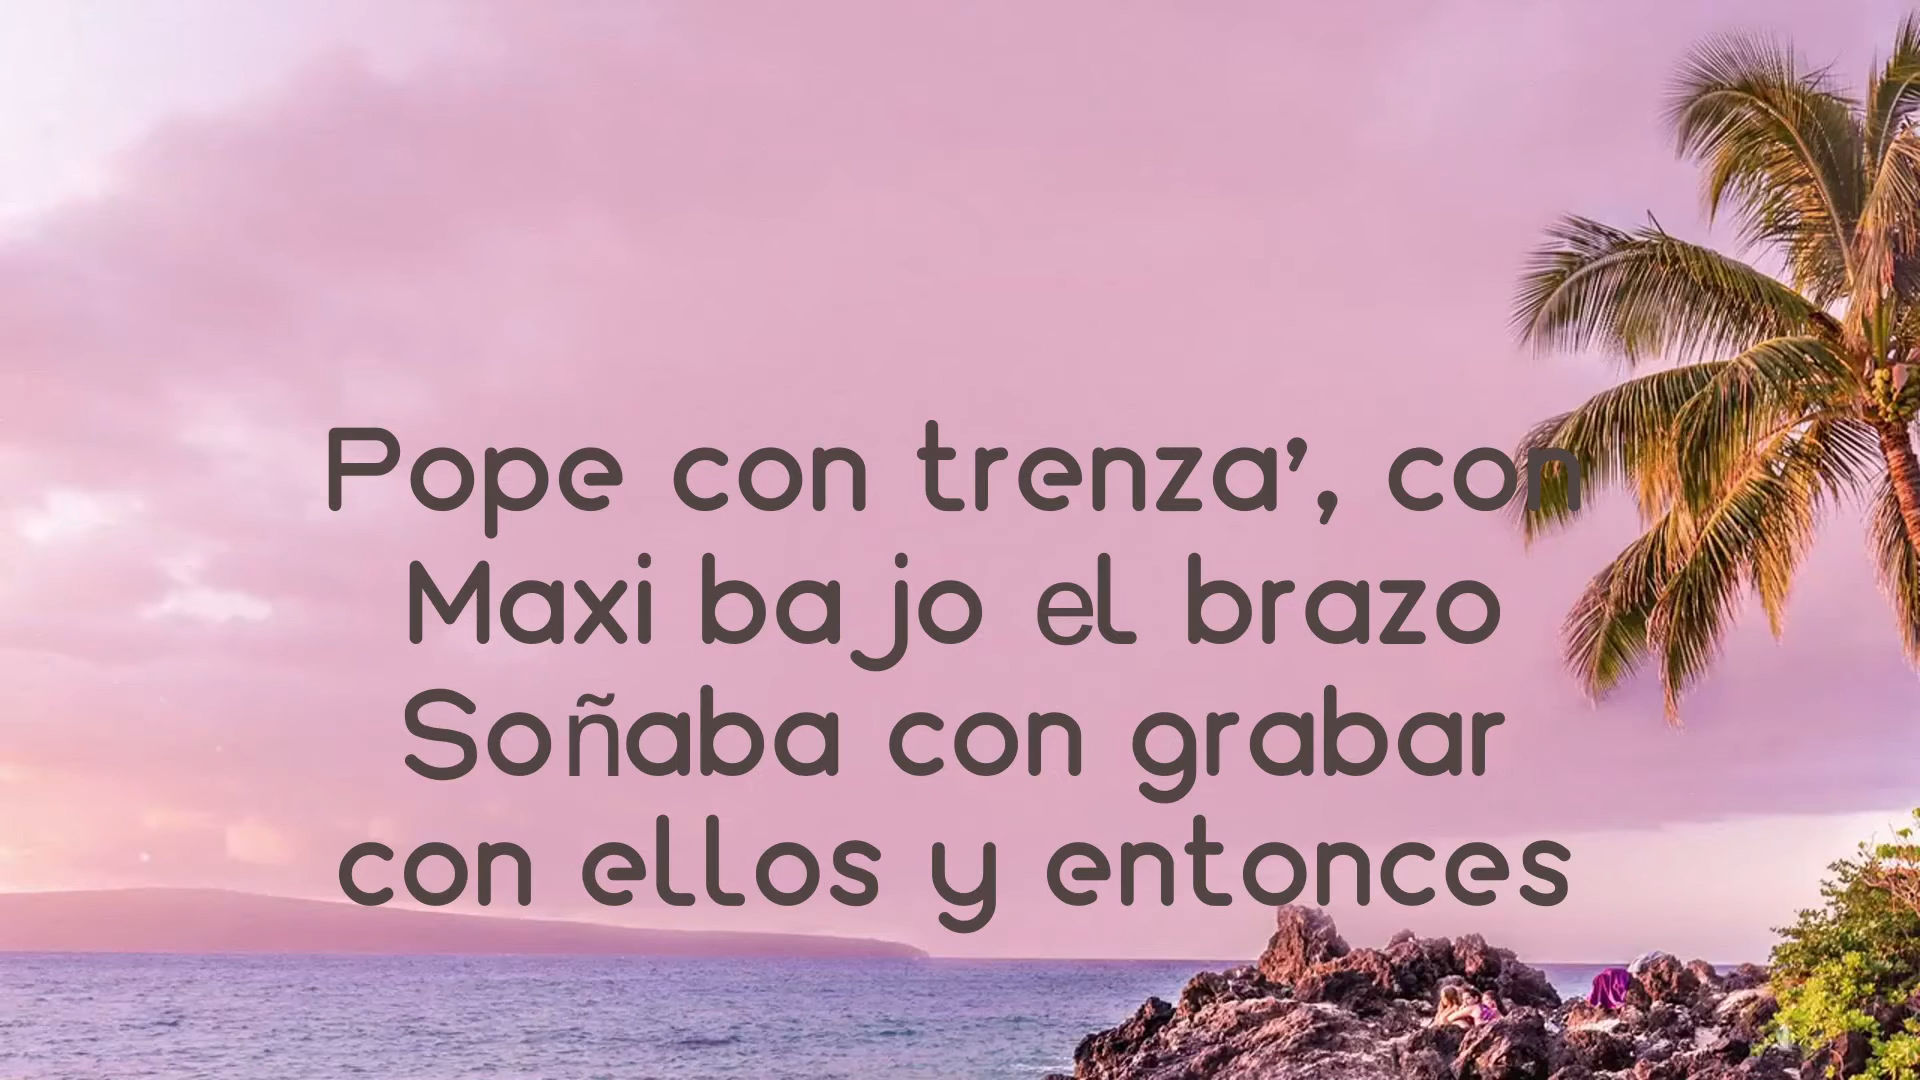 Pope con trenza’, con
Maxi bajo el brazo
Soñaba con grabar
con ellos y entonces